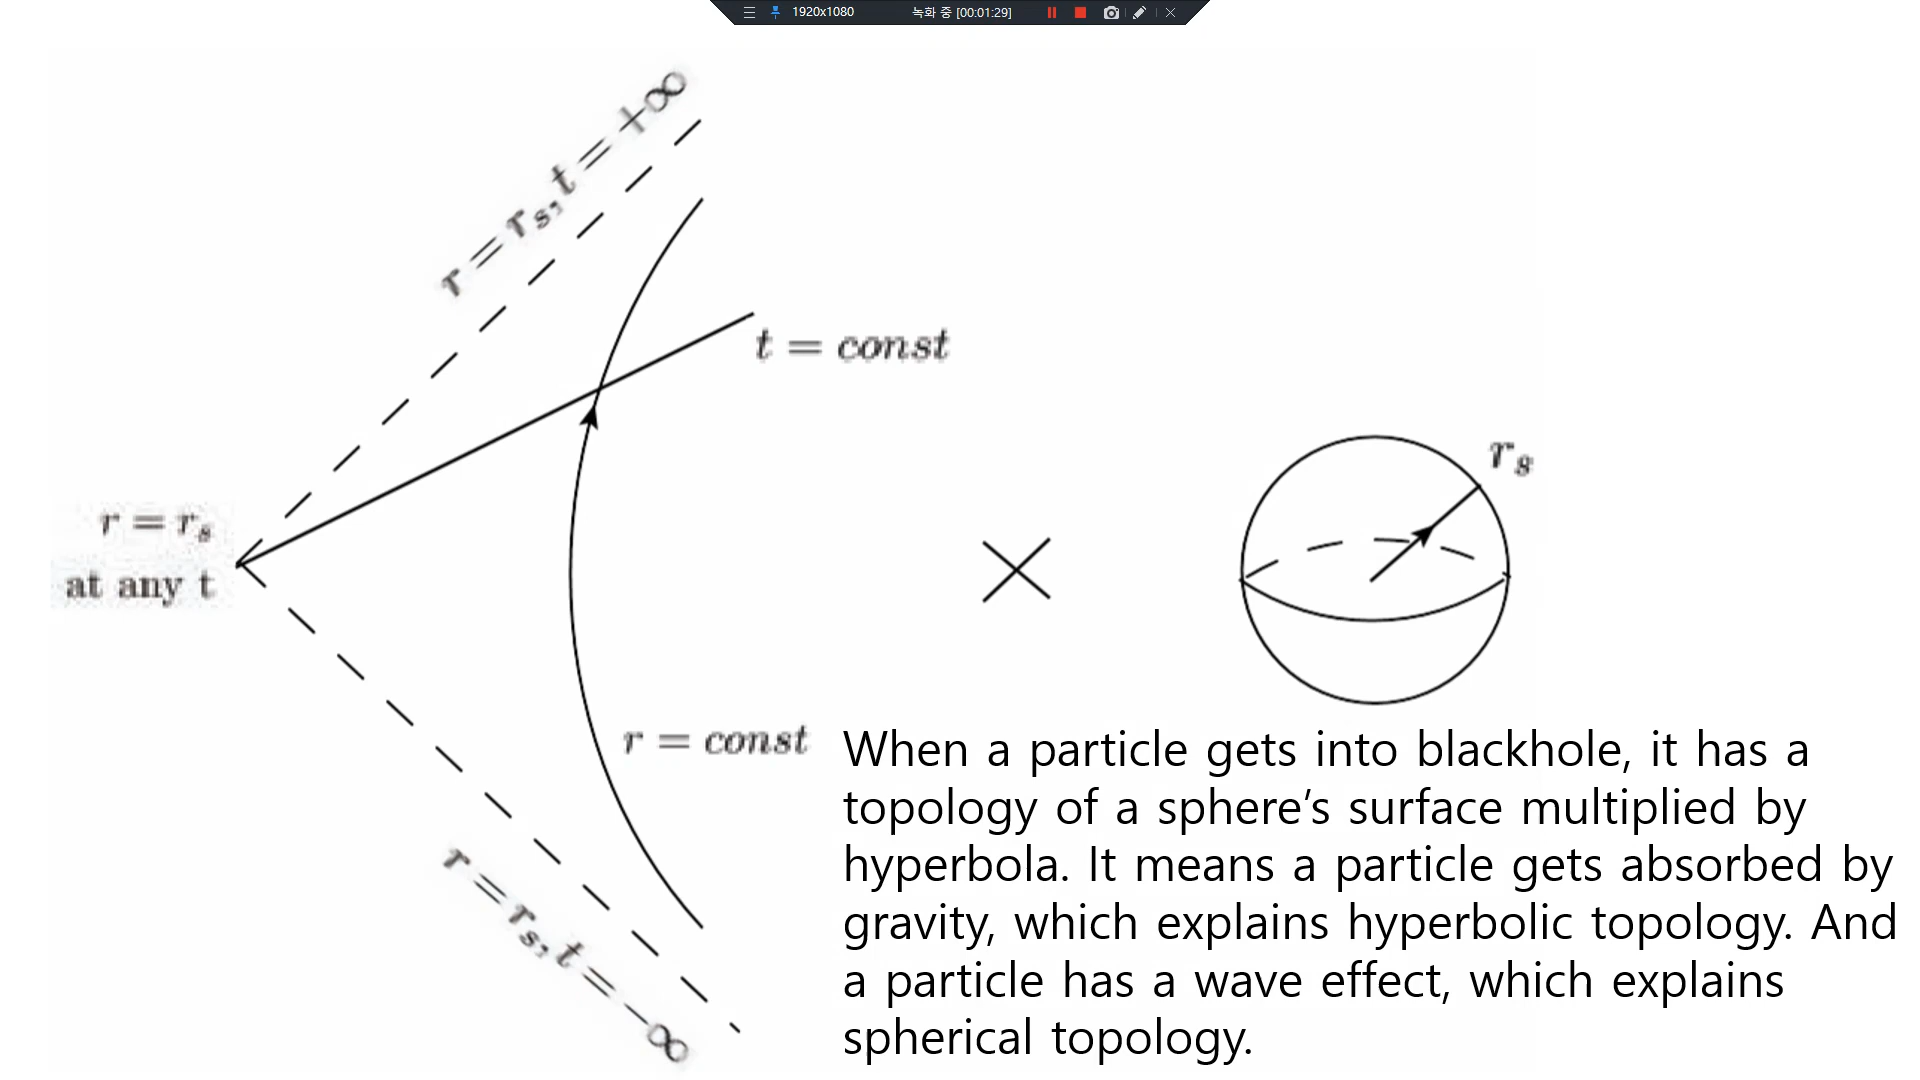 1920x1080
녹화 중 [00:01:29]
r = r_s, t = +∞
t = const
r_s
r = r_s
at any t
r = const
r = r_s, t = −∞
When a particle gets into blackhole, it has a
topology of a sphere’s surface multiplied by
hyperbola. It means a particle gets absorbed by
gravity, which explains hyperbolic topology. And
a particle has a wave effect, which explains
spherical topology.